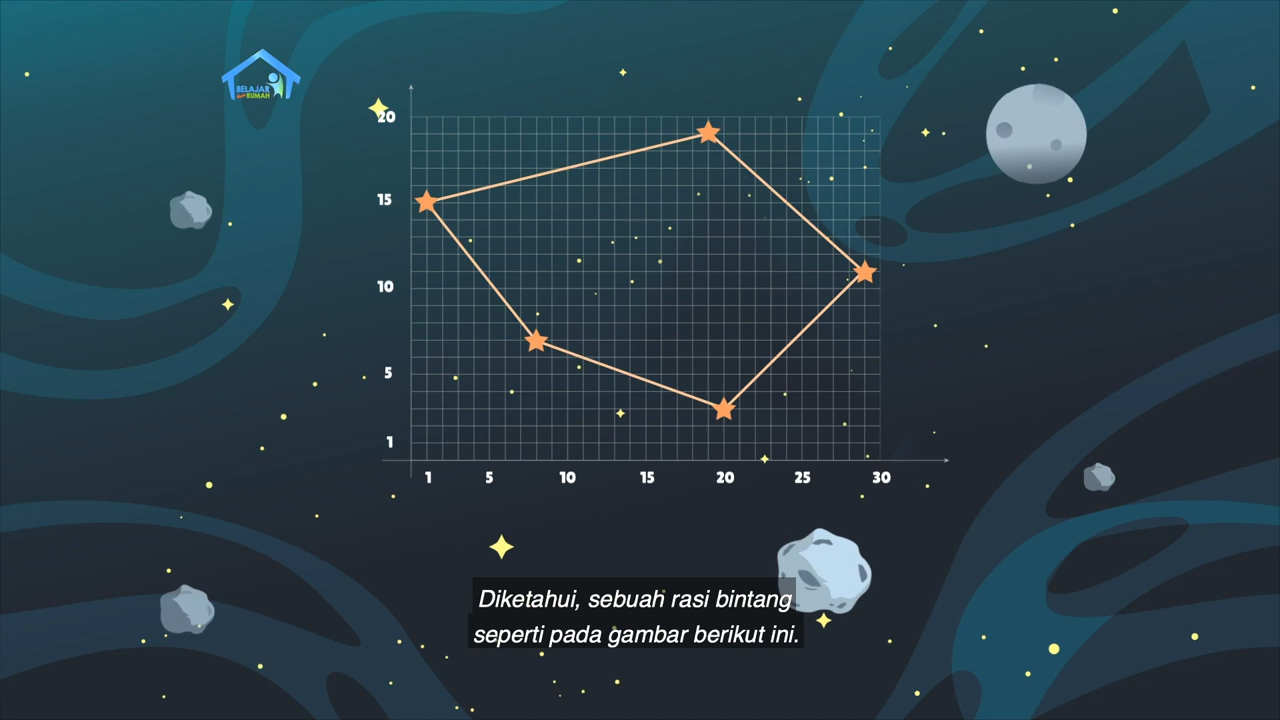 BELAJAR
dari RUMAH
20
15
10
5
1
1 5 10 15 20 25 30
Diketahui, sebuah rasi bintang
seperti pada gambar berikut ini.